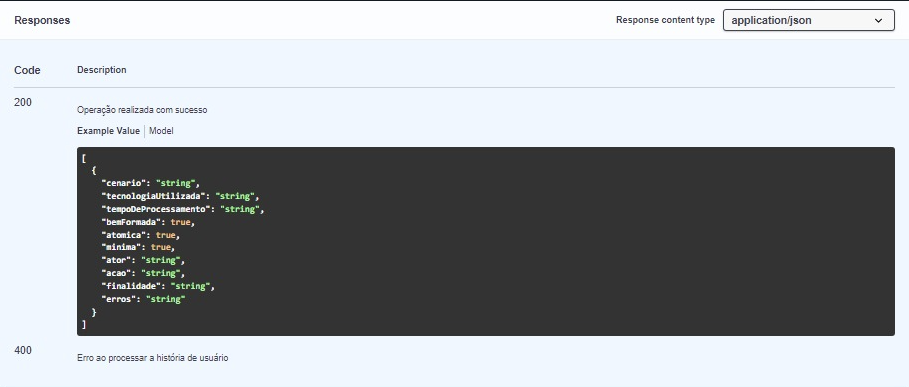 Responses
Response content type application/json
Code Description
200 Operação realizada com sucesso
Example Value | Model
[
  {
    "cenario": "string",
    "tecnologiaUtilizada": "string",
    "tempoDeProcessamento": "string",
    "bemFormada": true,
    "atomica": true,
    "minima": true,
    "ator": "string",
    "acao": "string",
    "finalidade": "string",
    "erros": "string"
  }
]
400 Erro ao processar a história de usuário